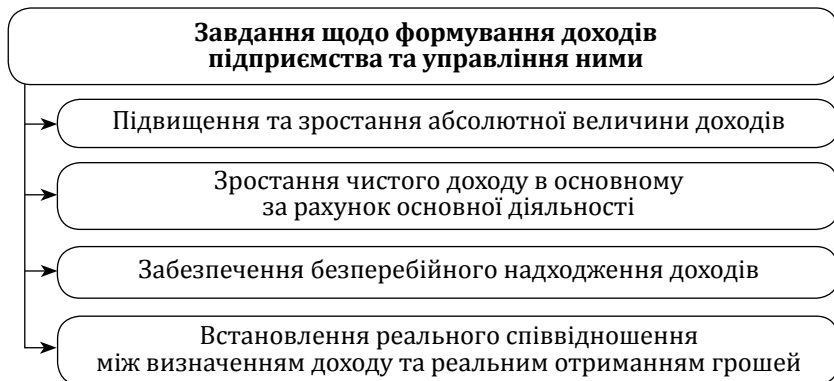 Завдання щодо формування доходів
підприємства та управління ними
Підвищення та зростання абсолютної величини доходів
Зростання чистого доходу в основному
за рахунок основної діяльності
Забезпечення безперебійного надходження доходів
Встановлення реального співвідношення
між визначенням доходу та реальним отриманням грошей